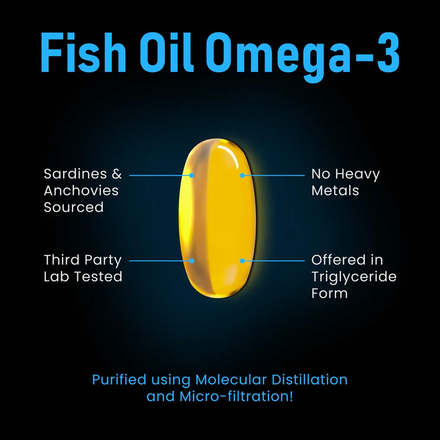 Fish Oil Omega-3
Sardines &
Anchovies
Sourced
No Heavy
Metals
Third Party
Lab Tested
Offered in
Triglyceride
Form
Purified using Molecular Distillation
and Micro-filtration!